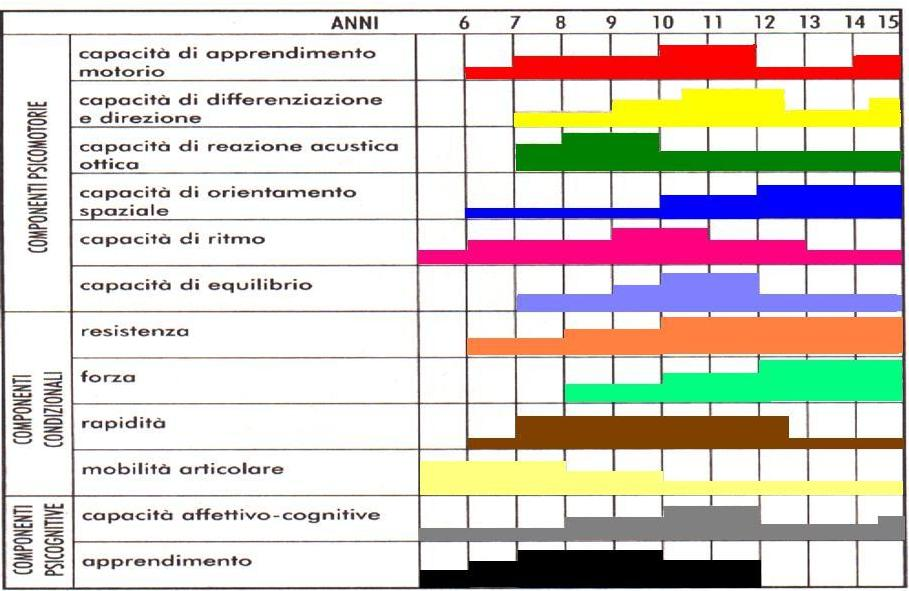 ANNI 6 7 8 9 10 11 12 13 14 15
COMPONENTI PSICOMOTORIE
capacità di apprendimento
motorio
capacità di differenziazione
e direzione
capacità di reazione acustica
ottica
capacità di orientamento
spaziale
capacità di ritmo
capacità di equilibrio
COMPONENTI
CONDIZIONALI
resistenza
forza
rapidità
mobilità articolare
COMPONENTI
PSICOGNITIVE
capacità affettivo-cognitive
apprendimento